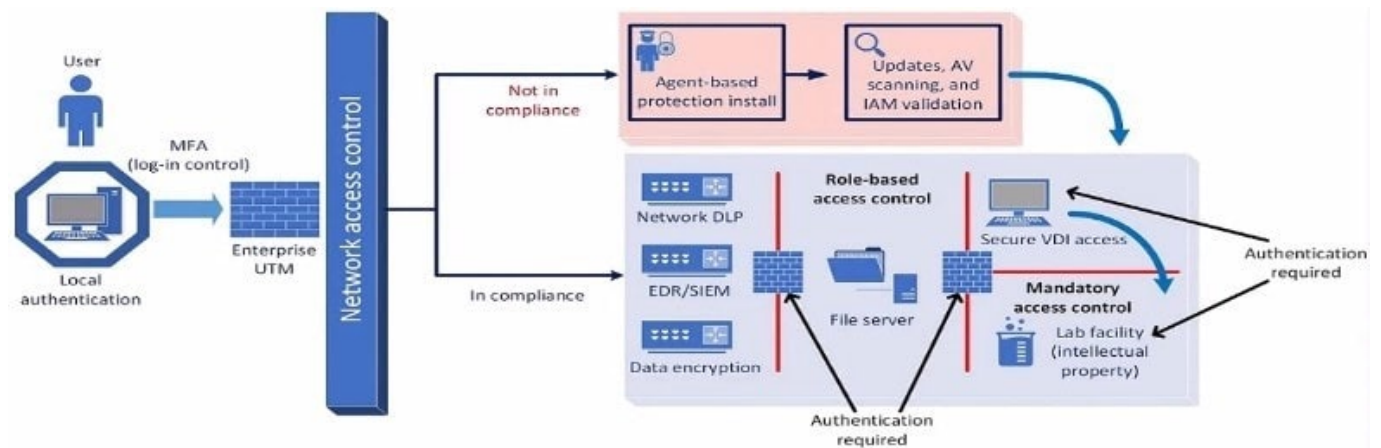 User
MFA
(log-in control)
Local
authentication
Enterprise
UTM
Network access control
Not in
compliance
In compliance
Agent-based
protection install
Updates, AV
scanning, and
IAM validation
Network DLP
EDR/SIEM
Data encryption
Role-based
access control
File server
Secure VDI access
Mandatory
access control
Lab facility
(intellectual
property)
Authentication
required
Authentication
required